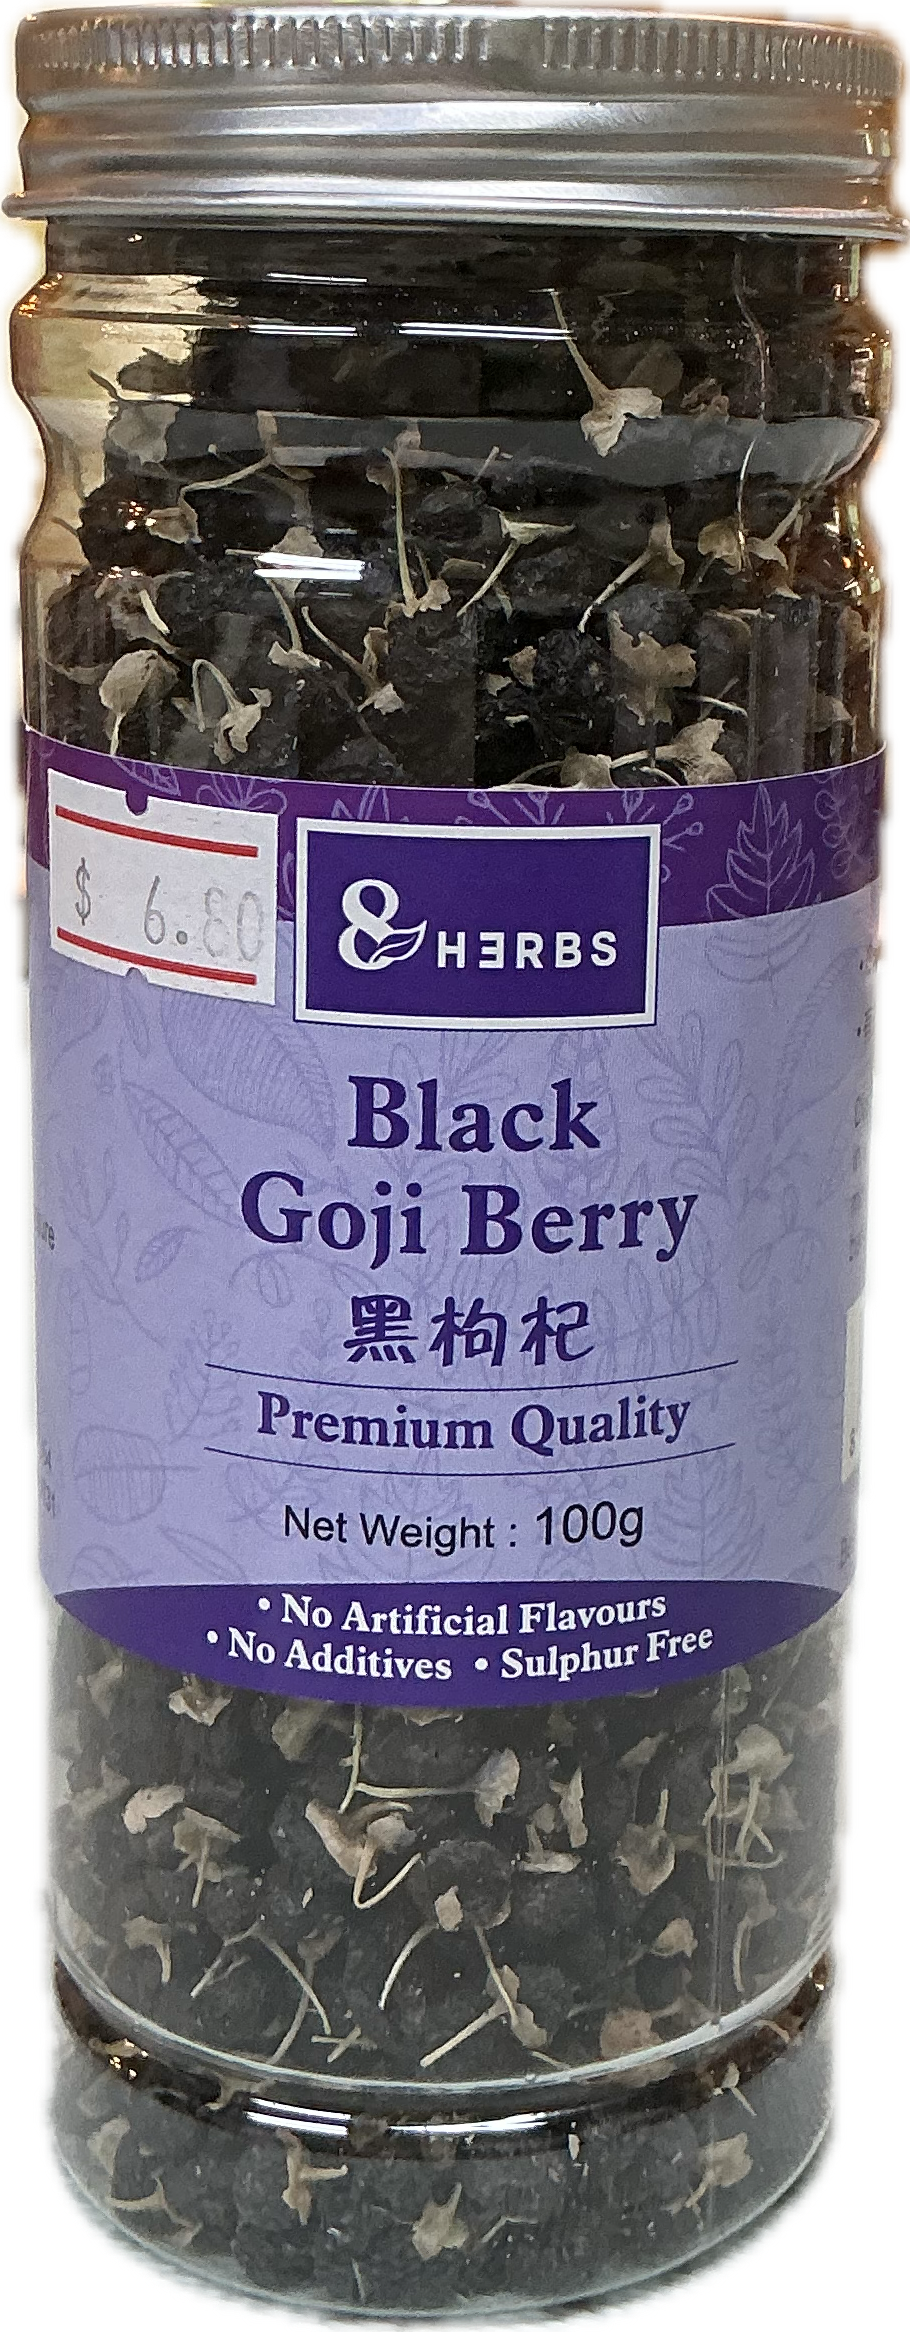 $ 6.80
& HERBS
Black
Goji Berry
黑枸杞
Premium Quality
Net Weight : 100g
• No Artificial Flavours
• No Additives • Sulphur Free